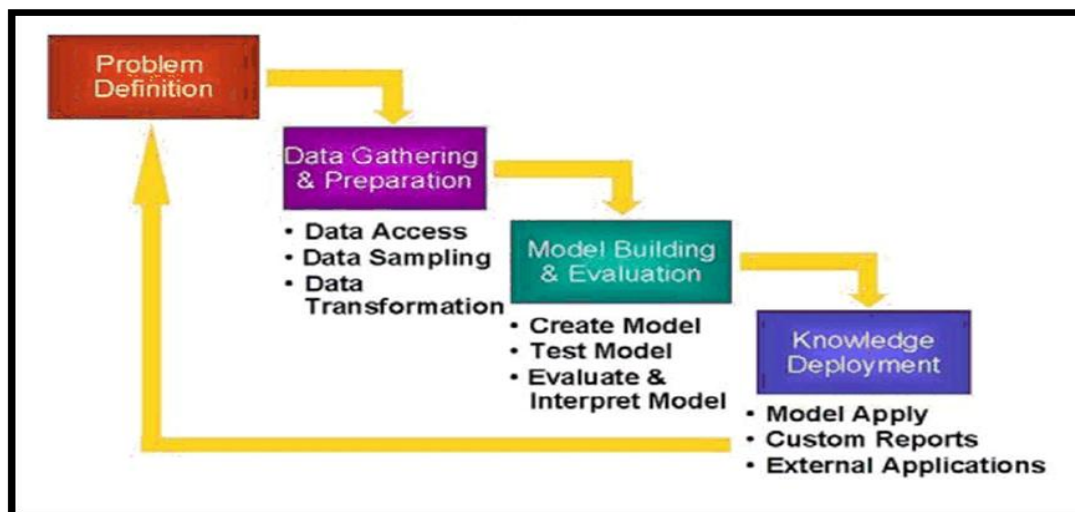 Problem
Definition
Data Gathering
& Preparation
• Data Access
• Data Sampling
• Data
Transformation
Model Building
& Evaluation
• Create Model
• Test Model
• Evaluate &
Interpret Model
Knowledge
Deployment
• Model Apply
• Custom Reports
• External Applications